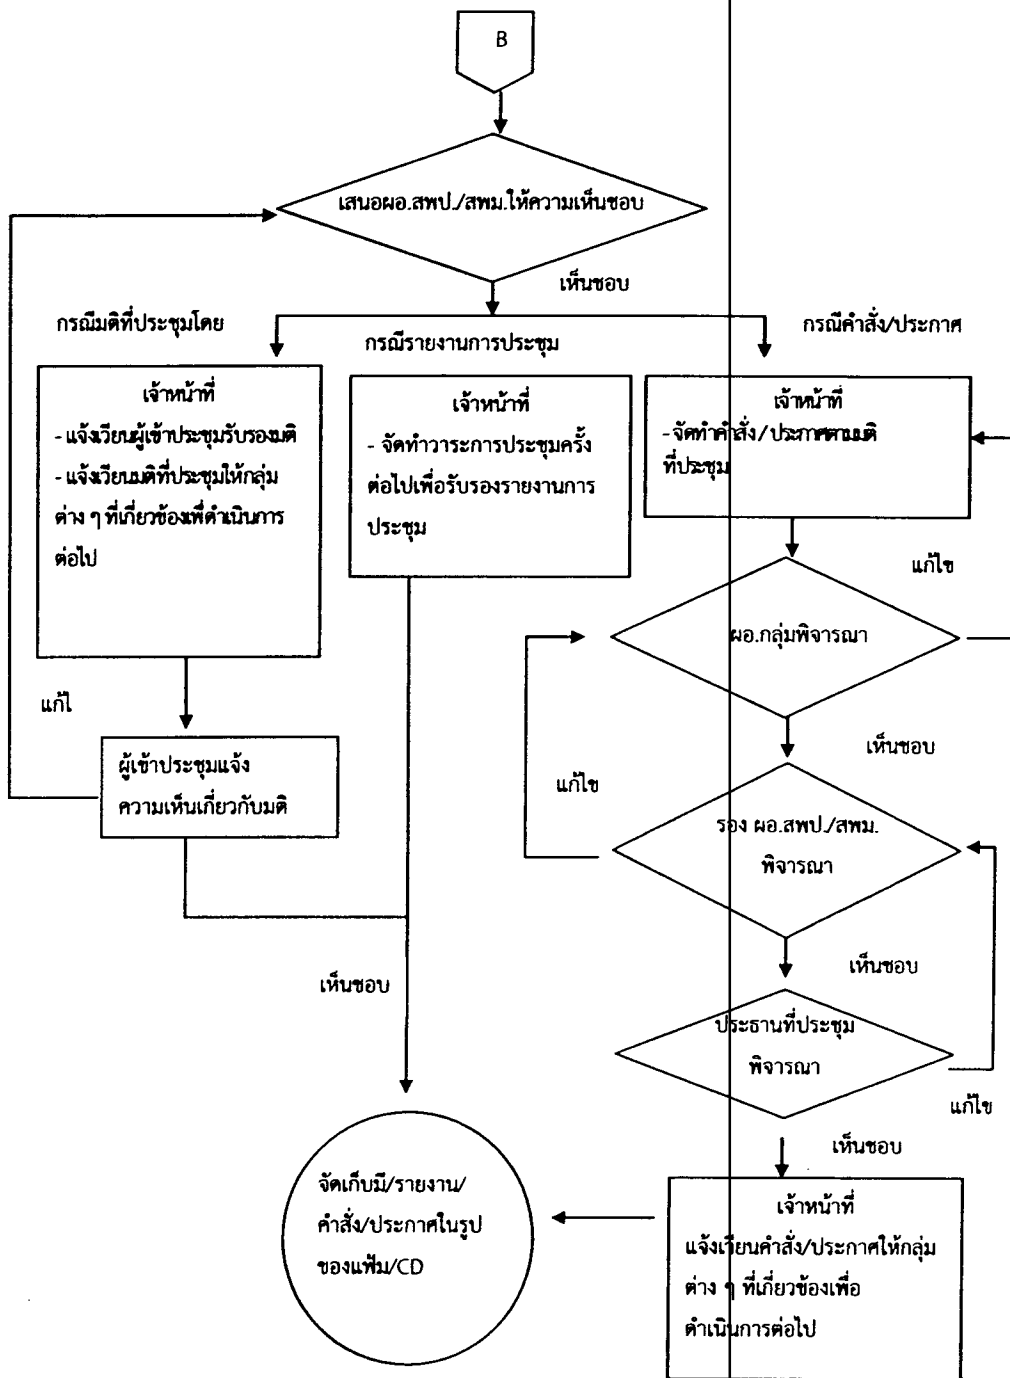 B
เสนอผอ.สพป./สพม.ให้ความเห็นชอบ
เห็นชอบ
กรณีมติที่ประชุมโดย
กรณีรายงานการประชุม
กรณีคำสั่ง/ประกาศ
เจ้าหน้าที่
- แจ้งเวียนผู้เข้าประชุมรับรองมติ
- แจ้งเวียนมติที่ประชุมให้กลุ่ม
ต่าง ๆ ที่เกี่ยวข้องเพื่ดำเนินการ
ต่อไป
เจ้าหน้าที่
- จัดทำวาระการประชุมครั้ง
ต่อไปเพื่อรับรองรายงานการ
ประชุม
เจ้าหน้าที่
- จัดทำคำสั่ง/ประกาศตามมติ
ที่ประชุม
แก้ไข
ผอ.กลุ่มพิจารณา
แก้ไ
เห็นชอบ
ผู้เข้าประชุมแจ้ง
ความเห็นเกี่ยวกับมติ
แก้ไข
รอง ผอ.สพป./สพม.
พิจารณา
เห็นชอบ
เห็นชอบ
ประธานที่ประชุม
พิจารณา
แก้ไข
เห็นชอบ
จัดเก็บมี/รายงาน/
คำสั่ง/ประกาศในรูป
ของแฟ้ม/CD
เจ้าหน้าที่
แจ้งเวียนคำสั่ง/ประกาศให้กลุ่ม
ต่าง ๆ ที่เกี่ยวข้องเพื่อ
ดำเนินการต่อไป